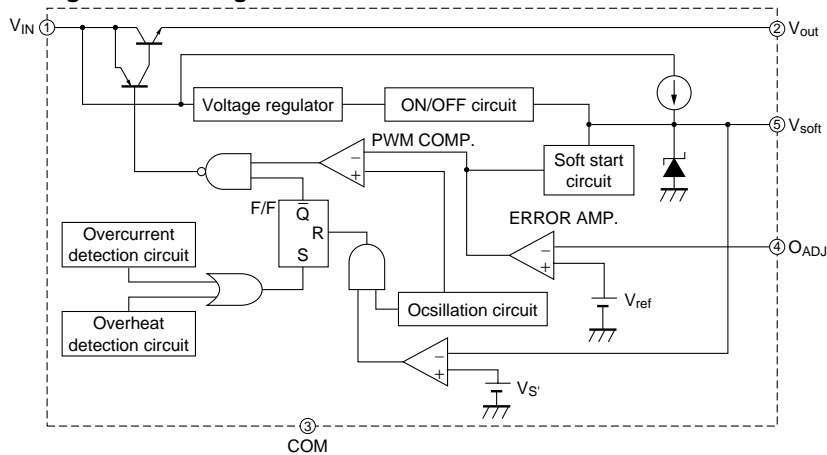 VIN ①
② Vout
Voltage regulator
ON/OFF circuit
⑤ Vsoft
PWM COMP.
−
+
Soft start
circuit
F/F
Q̅
R
S
ERROR AMP.
−
+
④ OADJ
Overcurrent
detection circuit
Vref
Ocsillation circuit
Overheat
detection circuit
−
+
VS'
③
COM